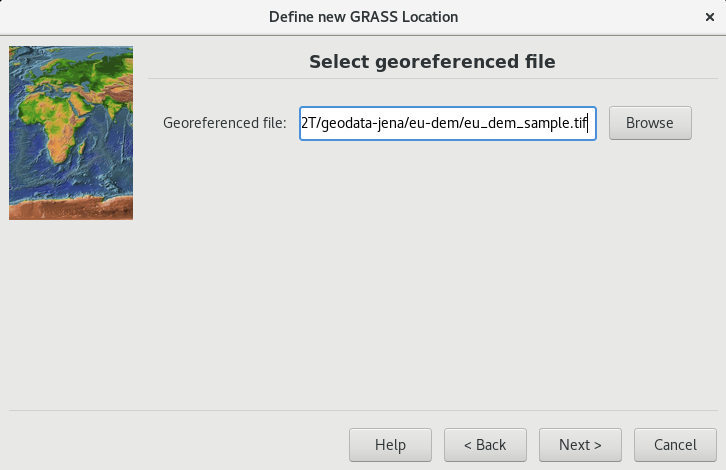 Define new GRASS Location
Select georeferenced file
Georeferenced file: 2T/geodata-jena/eu-dem/eu_dem_sample.tif Browse
Help < Back Next > Cancel